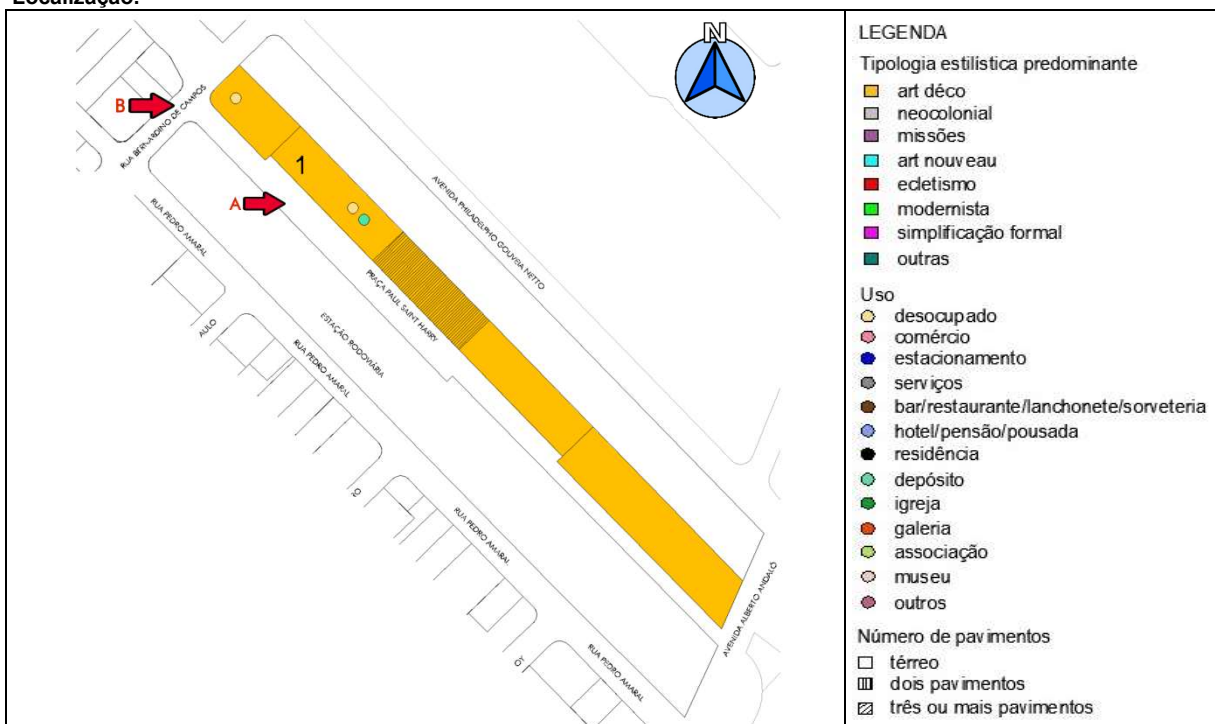 Localização:
N
B
RUA BERNARDINO DE CAMPOS
1
A
AVENIDA PHILADELPHO GOUVEIA NETTO
RUA PEDRO AMARAL
PRAÇA PAUL SAINT HARRY
AULO
ESTAÇÃO RODOVIÁRIA
RUA PEDRO AMARAL
RUA PEDRO AMARAL
AVENIDA ALBERTO ANDALÓ
RUA PEDRO AMARAL
LEGENDA
Tipologia estilística predominante
art déco
neocolonial
missões
art nouveau
ecletismo
modernista
simplificação formal
outras
Uso
desocupado
comércio
estacionamento
serviços
bar/restaurante/lanchonete/sorveteria
hotel/pensão/pousada
residência
depósito
igreja
galeria
associação
museu
outros
Número de pavimentos
térreo
dois pavimentos
três ou mais pavimentos